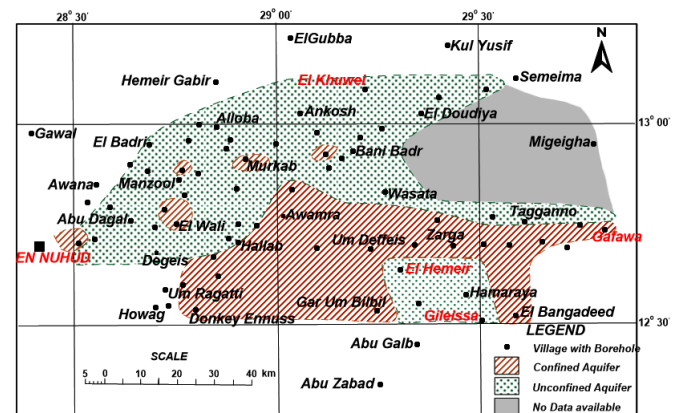 28° 30'
29° 00'
29° 30'
ElGubba
Kul Yusif
N
Hemeir Gabir
El Khuwei
Semeima
Ankosh
El Doudiya
Alloba
13° 00'
Gawal
El Badri
Bani Badr
Migeigha
Murkab
Awana
Manzool
Wasata
Abu Dagal
El Wali
Awamra
Tagganno
Um Deffeis
Zarga
Gafawa
Hallab
EN NUHUD
Degeis
El Hemeir
Um Ragatti
Gar Um Bilbil
Hamaraya
Howag
Donkey Ennuss
Gileissa
El Bangadeed
12° 30'
LEGEND
Abu Galb
Village with Borehole
SCALE
Confined Aquifer
5 0 10 20 30 40 km
Abu Zabad
Unconfined Aquifer
No Data available